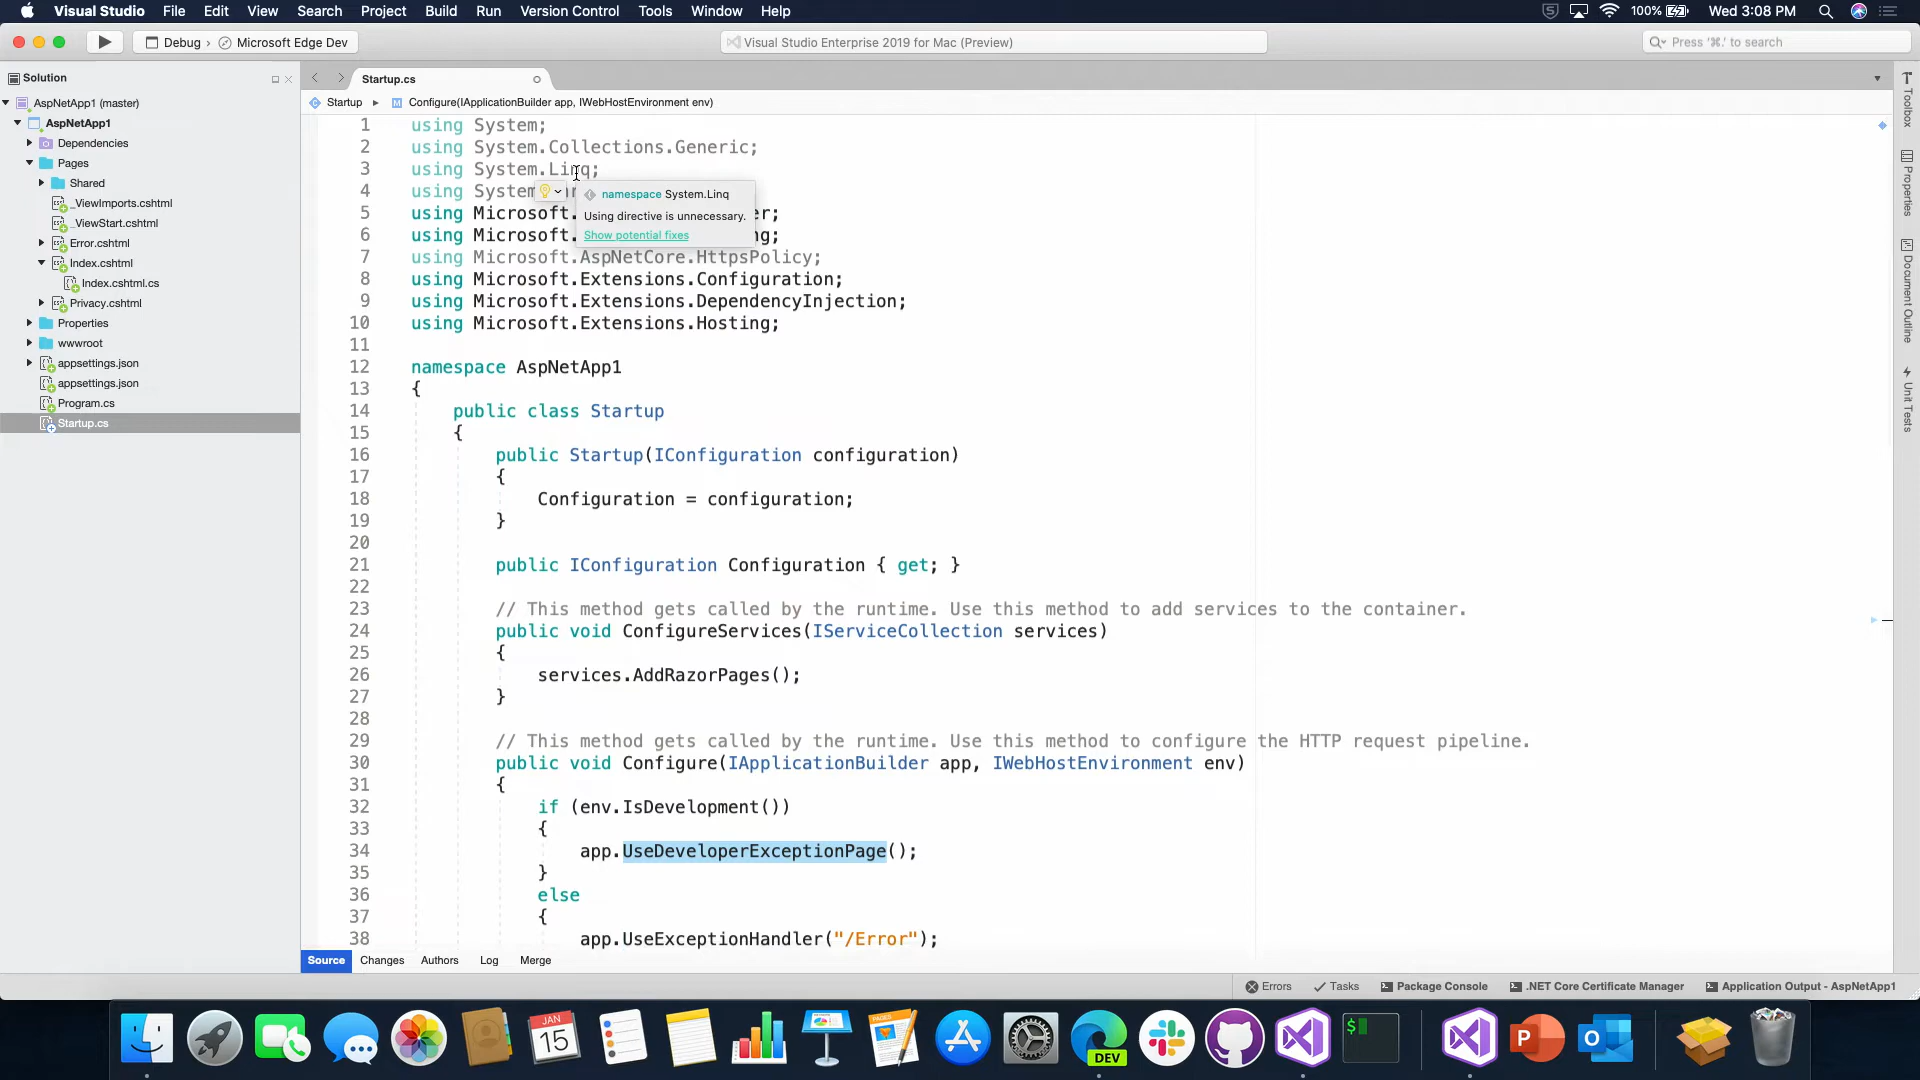 Visual Studio File Edit View Search Project Build Run Version Control Tools Window Help 100% Wed 3:08 PM
Debug › Microsoft Edge Dev Visual Studio Enterprise 2019 for Mac (Preview) Press '⌘.' to search
Solution
AspNetApp1 (master)
AspNetApp1
Dependencies
Pages
Shared
_ViewImports.cshtml
_ViewStart.cshtml
Error.cshtml
Index.cshtml
Index.cshtml.cs
Privacy.cshtml
Properties
wwwroot
appsettings.json
appsettings.json
Program.cs
Startup.cs
Startup.cs
Startup Configure(IApplicationBuilder app, IWebHostEnvironment env)
1 using System;
2 using System.Collections.Generic;
3 using System.Linq;
4 using System
5 using Microsoft. er;
6 using Microsoft. g;
7 using Microsoft.AspNetCore.HttpsPolicy;
8 using Microsoft.Extensions.Configuration;
9 using Microsoft.Extensions.DependencyInjection;
10 using Microsoft.Extensions.Hosting;
11
12 namespace AspNetApp1
13 {
14 public class Startup
15 {
16 public Startup(IConfiguration configuration)
17 {
18 Configuration = configuration;
19 }
20
21 public IConfiguration Configuration { get; }
22
23 // This method gets called by the runtime. Use this method to add services to the container.
24 public void ConfigureServices(IServiceCollection services)
25 {
26 services.AddRazorPages();
27 }
28
29 // This method gets called by the runtime. Use this method to configure the HTTP request pipeline.
30 public void Configure(IApplicationBuilder app, IWebHostEnvironment env)
31 {
32 if (env.IsDevelopment())
33 {
34 app.UseDeveloperExceptionPage();
35 }
36 else
37 {
38 app.UseExceptionHandler("/Error");
namespace System.Linq
Using directive is unnecessary.
Show potential fixes
Source Changes Authors Log Merge
Toolbox
Properties
Document Outline
Unit Tests
Errors Tasks Package Console .NET Core Certificate Manager Application Output - AspNetApp1
JAN
15
PAGES
DEV
$
P
O